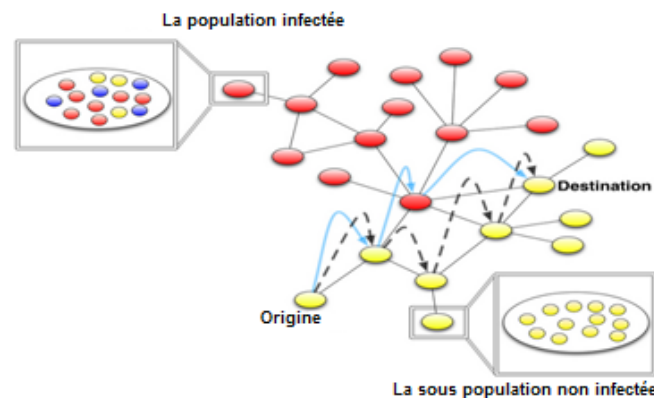 La population infectée
Destination
Origine
La sous population non infectée